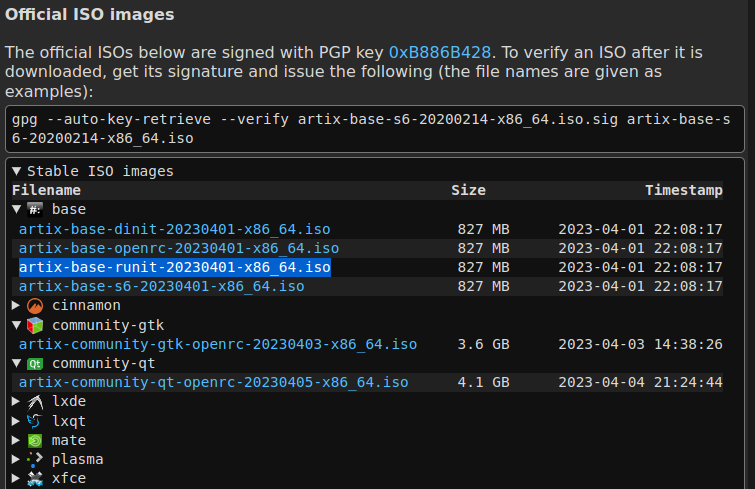 Official ISO images
The official ISOs below are signed with PGP key 0xB886B428. To verify an ISO after it is
downloaded, get its signature and issue the following (the file names are given as
examples):
gpg --auto-key-retrieve --verify artix-base-s6-20200214-x86_64.iso.sig artix-base-s
6-20200214-x86_64.iso
▼ Stable ISO images
Filename Size Timestamp
▼ #: base
artix-base-dinit-20230401-x86_64.iso 827 MB 2023-04-01 22:08:17
artix-base-openrc-20230401-x86_64.iso 827 MB 2023-04-01 22:08:17
artix-base-runit-20230401-x86_64.iso 827 MB 2023-04-01 22:08:17
artix-base-s6-20230401-x86_64.iso 827 MB 2023-04-01 22:08:17
▶ cinnamon
▼ community-gtk
artix-community-gtk-openrc-20230403-x86_64.iso 3.6 GB 2023-04-03 14:38:26
▼ Qt community-qt
artix-community-qt-openrc-20230405-x86_64.iso 4.1 GB 2023-04-04 21:24:44
▶ lxde
▶ lxqt
▶ mate
▶ plasma
▶ xfce